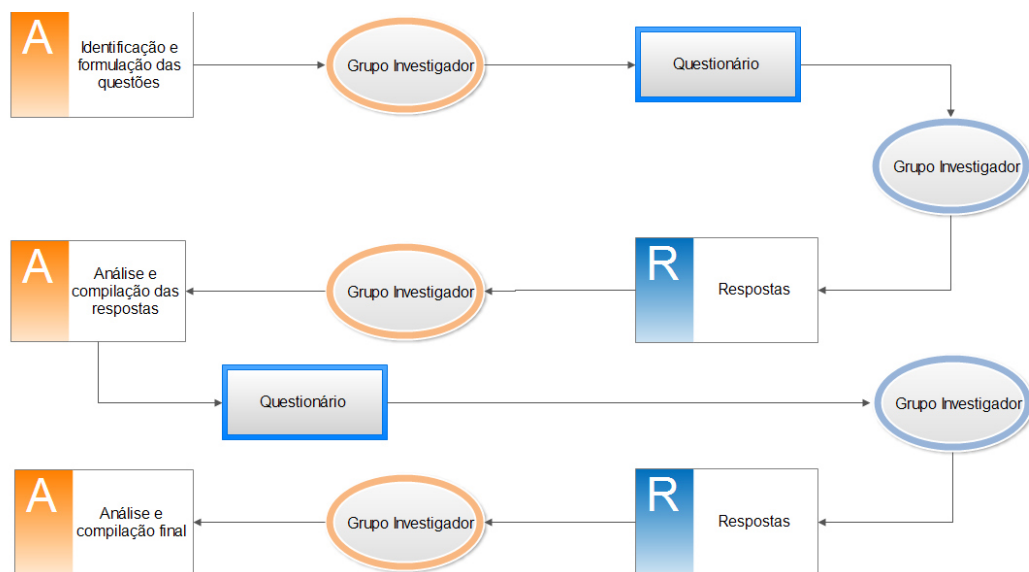 A
Identificação e
formulação das
questões
Grupo Investigador
Questionário
Grupo Investigador
A
Análise e
compilação das
respostas
Grupo Investigador
R
Respostas
Questionário
Grupo Investigador
A
Análise e
compilação final
Grupo Investigador
R
Respostas